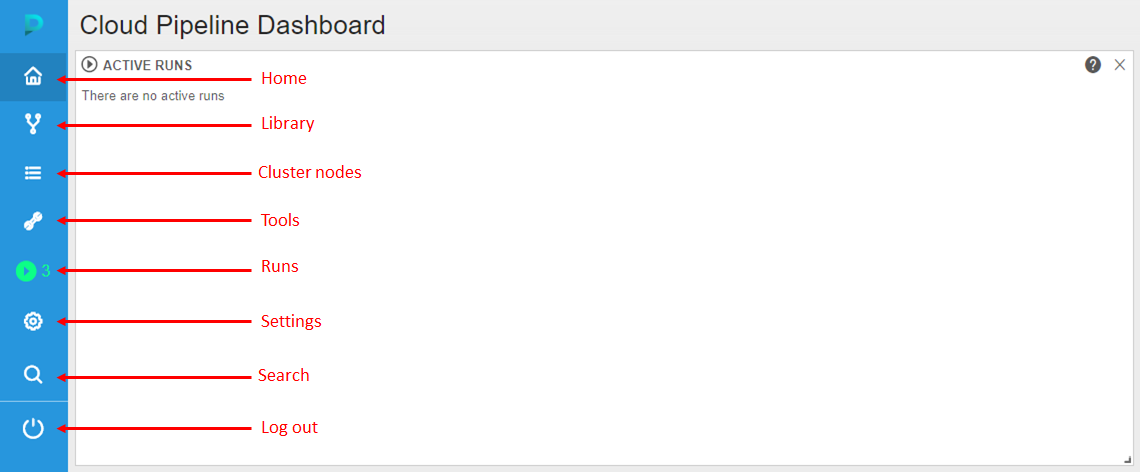 Cloud Pipeline Dashboard
ACTIVE RUNS
There are no active runs
Home
Library
Cluster nodes
Tools
3
Runs
Settings
Search
Log out